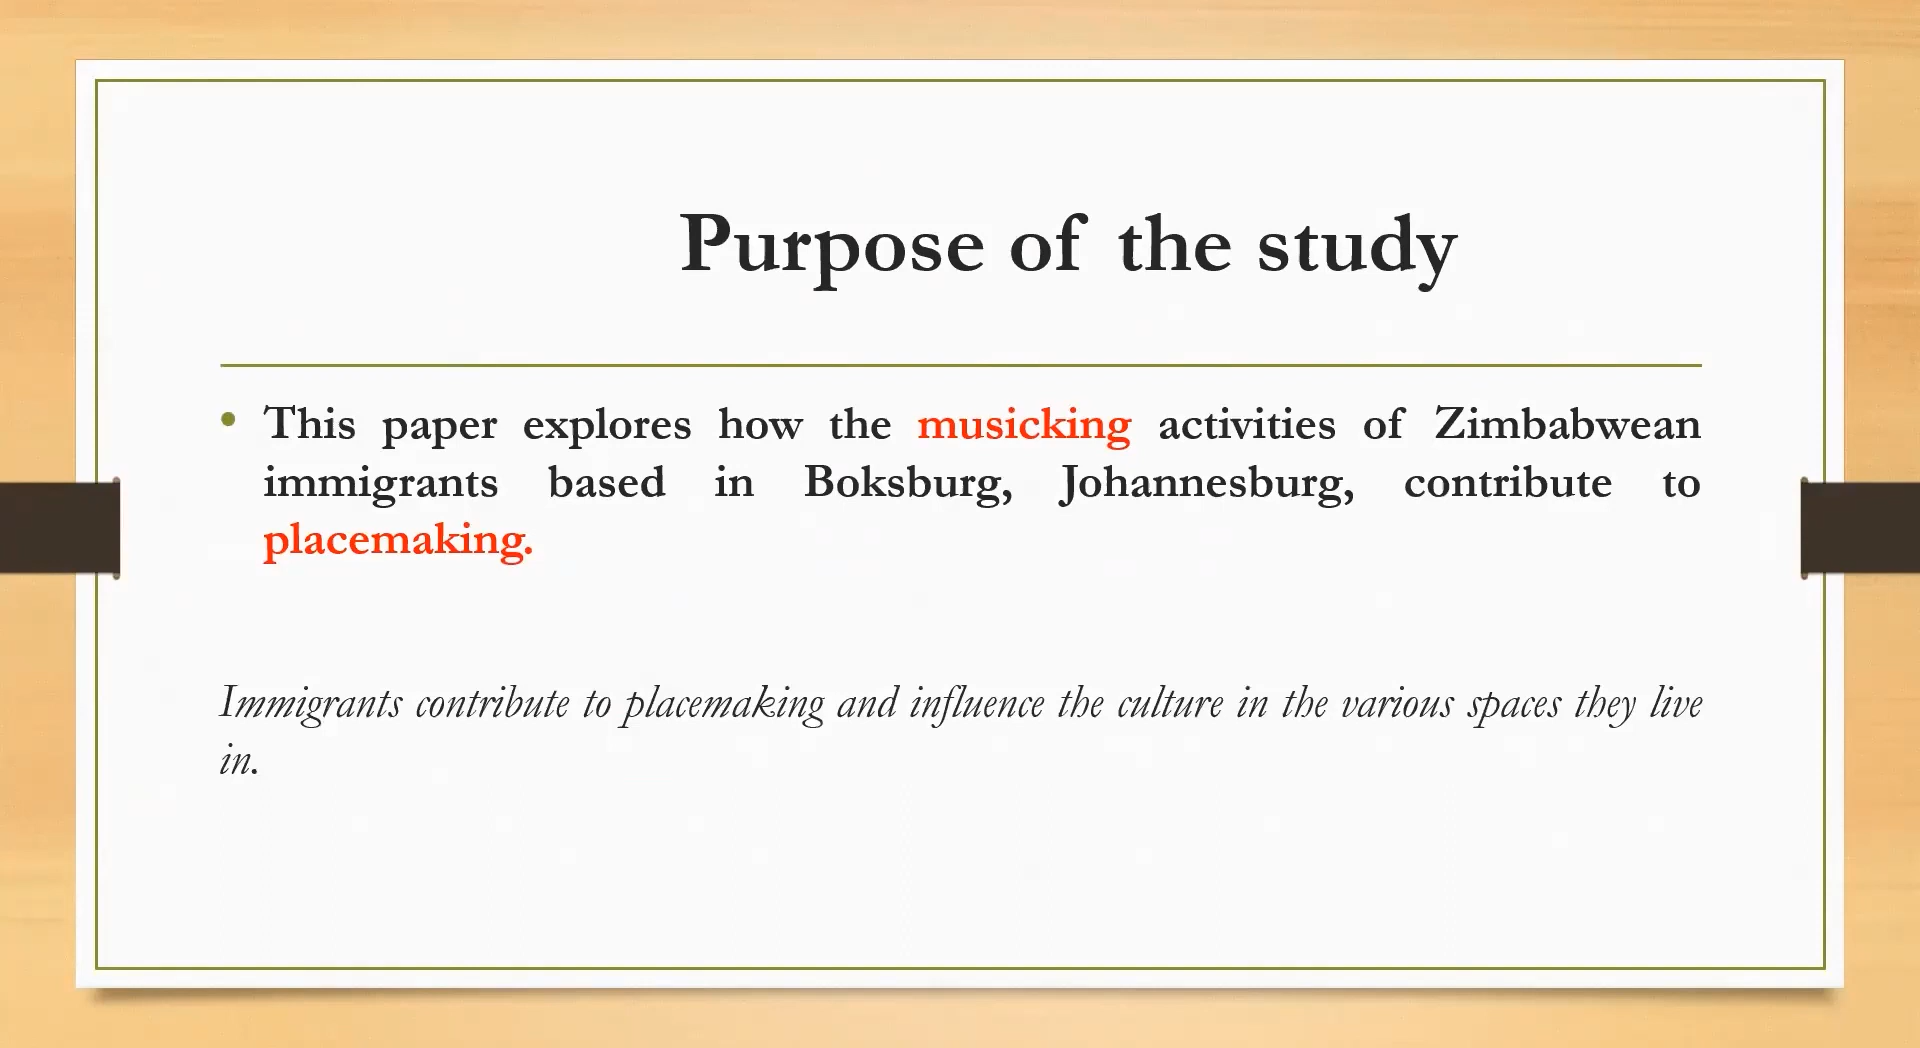 Purpose of the study
This paper explores how the musicking activities of Zimbabwean
immigrants based in Boksburg, Johannesburg, contribute to
placemaking.
Immigrants contribute to placemaking and influence the culture in the various spaces they live
in.